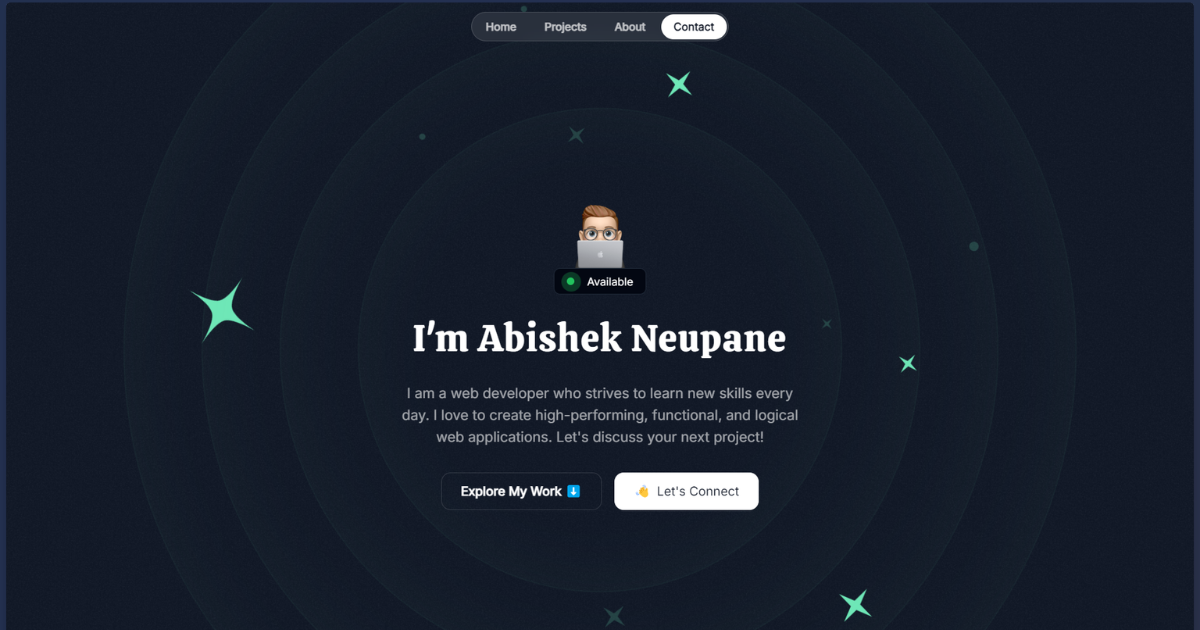 Home Projects About Contact
Available
I'm Abishek Neupane
I am a web developer who strives to learn new skills every
day. I love to create high-performing, functional, and logical
web applications. Let's discuss your next project!
Explore My Work ⬇️ 👋 Let's Connect